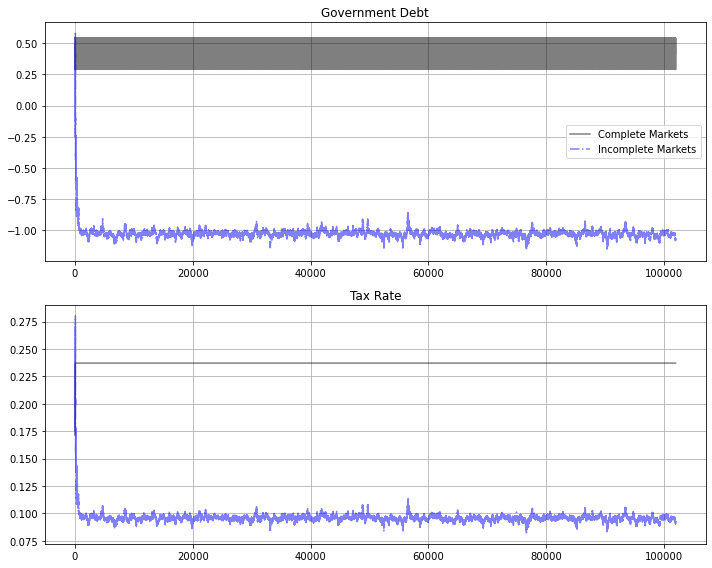 Government Debt
0.50
0.25
0.00
−0.25
−0.50
−0.75
−1.00
Complete Markets
Incomplete Markets
0 20000 40000 60000 80000 100000
Tax Rate
0.275
0.250
0.225
0.200
0.175
0.150
0.125
0.100
0.075
0 20000 40000 60000 80000 100000